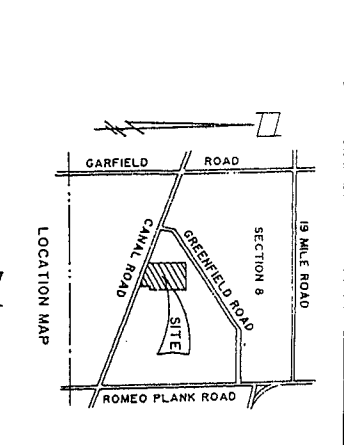 GARFIELD ROAD
19 MILE ROAD
SECTION 8
GREENFIELD ROAD
CANAL ROAD
SITE
ROMEO PLANK ROAD
LOCATION MAP